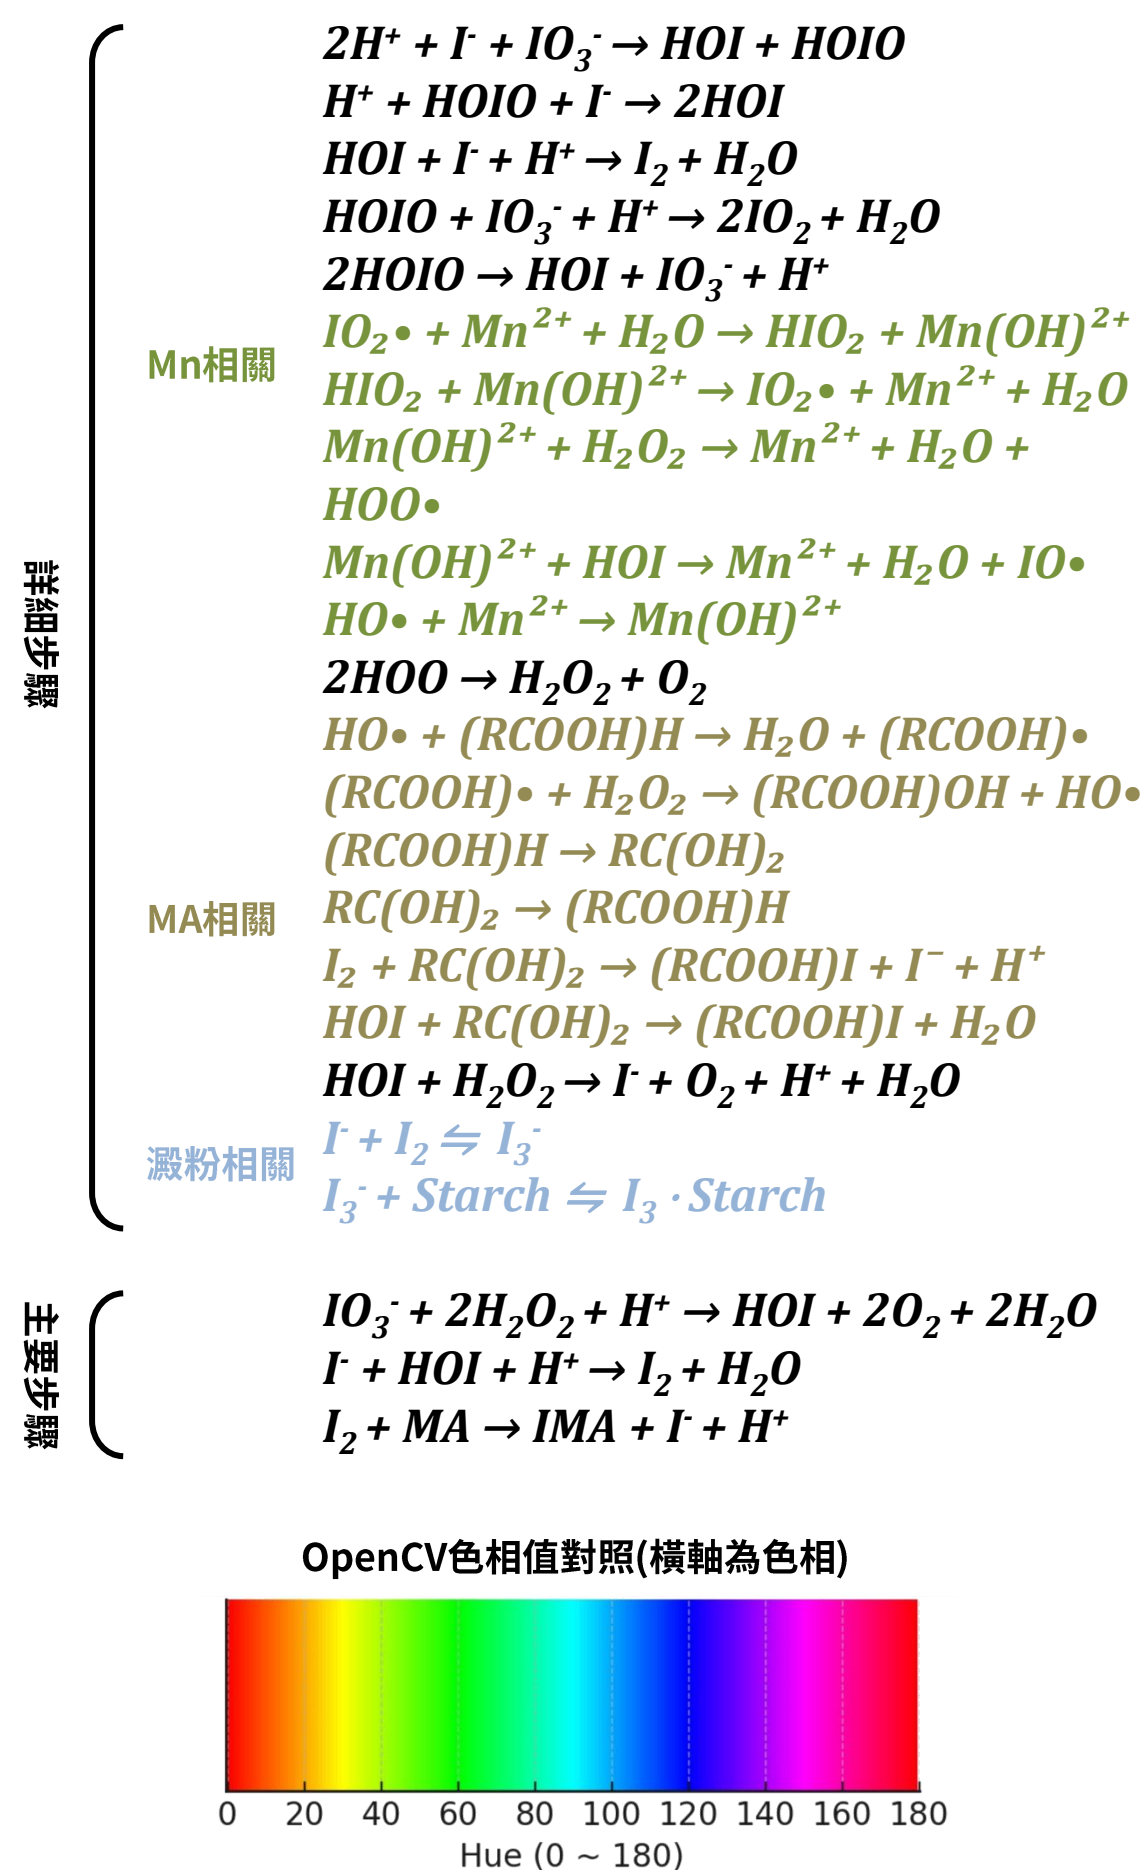 詳細步驟
2H⁺ + I⁻ + IO₃⁻ → HOI + HOIO
H⁺ + HOIO + I⁻ → 2HOI
HOI + I⁻ + H⁺ → I₂ + H₂O
HOIO + IO₃⁻ + H⁺ → 2IO₂ + H₂O
2HOIO → HOI + IO₃⁻ + H⁺
Mn相關
IO₂• + Mn²⁺ + H₂O → HIO₂ + Mn(OH)²⁺
HIO₂ + Mn(OH)²⁺ → IO₂• + Mn²⁺ + H₂O
Mn(OH)²⁺ + H₂O₂ → Mn²⁺ + H₂O +
HOO•
Mn(OH)²⁺ + HOI → Mn²⁺ + H₂O + IO•
HO• + Mn²⁺ → Mn(OH)²⁺
2HOO → H₂O₂ + O₂
MA相關
HO• + (RCOOH)H → H₂O + (RCOOH)•
(RCOOH)• + H₂O₂ → (RCOOH)OH + HO•
(RCOOH)H → RC(OH)₂
RC(OH)₂ → (RCOOH)H
I₂ + RC(OH)₂ → (RCOOH)I + I⁻ + H⁺
HOI + RC(OH)₂ → (RCOOH)I + H₂O
HOI + H₂O₂ → I⁻ + O₂ + H⁺ + H₂O
澱粉相關
I⁻ + I₂ ⇋ I₃⁻
I₃⁻ + Starch ⇋ I₃ · Starch
主要步驟
IO₃⁻ + 2H₂O₂ + H⁺ → HOI + 2O₂ + 2H₂O
I⁻ + HOI + H⁺ → I₂ + H₂O
I₂ + MA → IMA + I⁻ + H⁺
OpenCV色相值對照(橫軸為色相)
0 20 40 60 80 100 120 140 160 180
Hue (0 ~ 180)